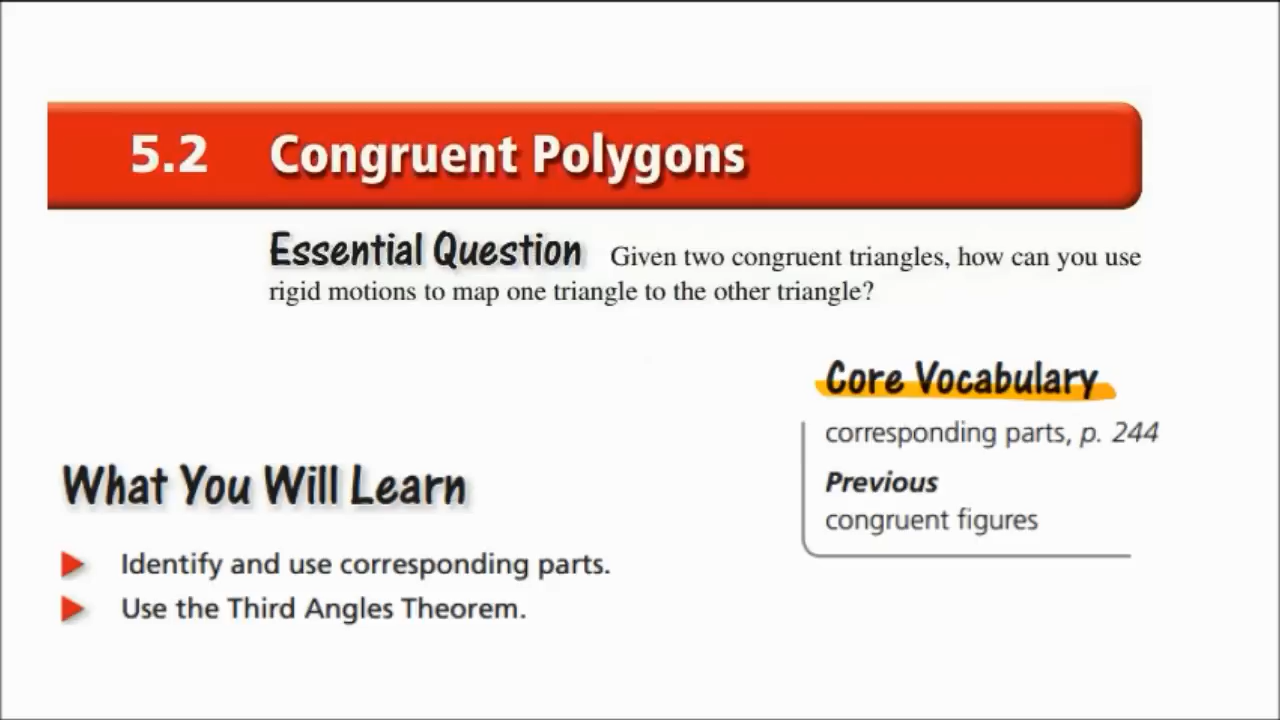 5.2 Congruent Polygons
Essential Question Given two congruent triangles, how can you use
rigid motions to map one triangle to the other triangle?
Core Vocabulary
corresponding parts, p. 244
Previous
congruent figures
What You Will Learn
Identify and use corresponding parts.
Use the Third Angles Theorem.